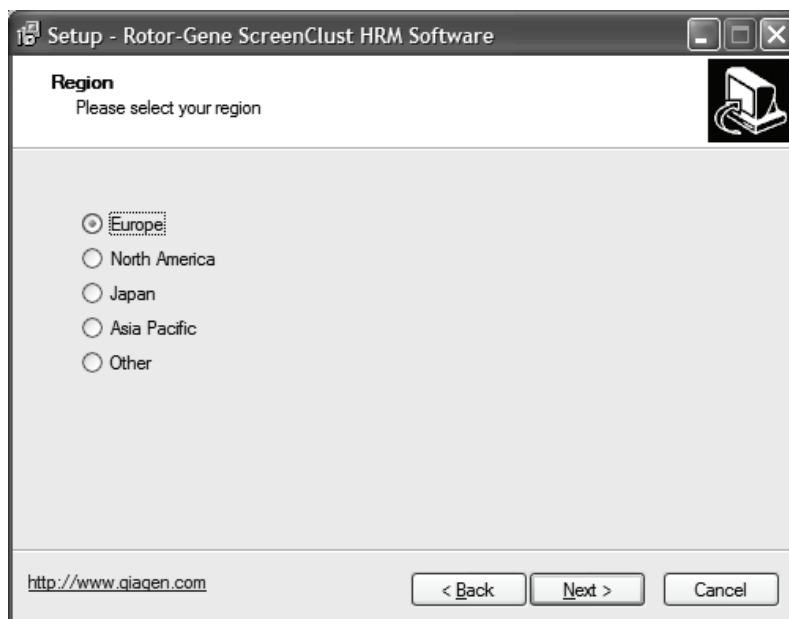 Setup - Rotor-Gene ScreenClust HRM Software
Region
Please select your region
Europe
North America
Japan
Asia Pacific
Other
http://www.qiagen.com
< Back
Next >
Cancel